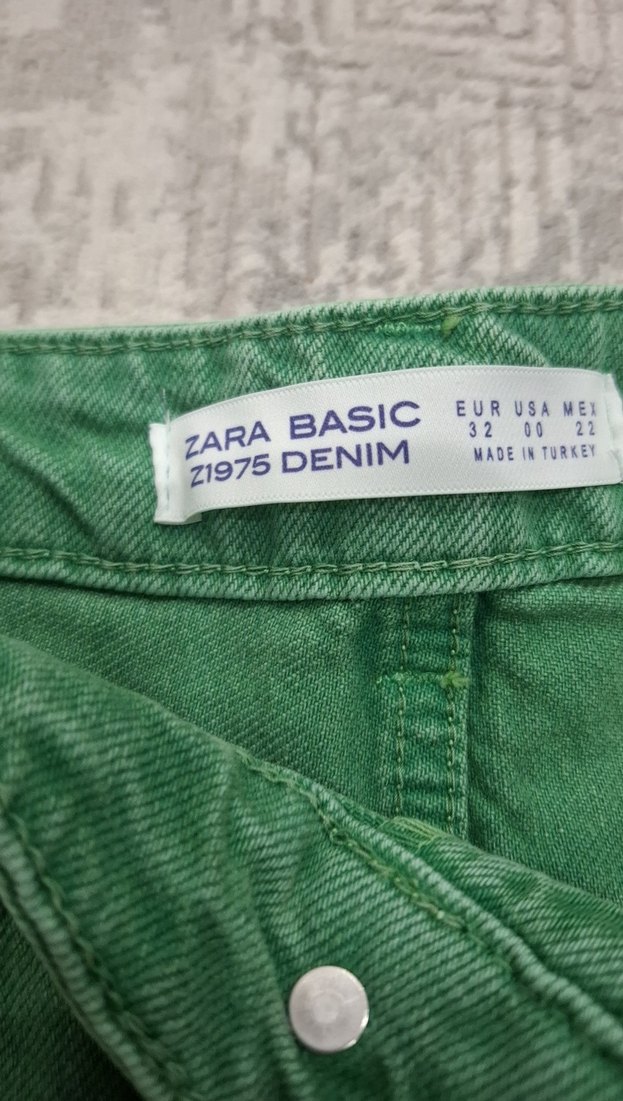 ZARA BASIC
Z1975 DENIM
EUR USA MEX
32 00 22
MADE IN TURKEY